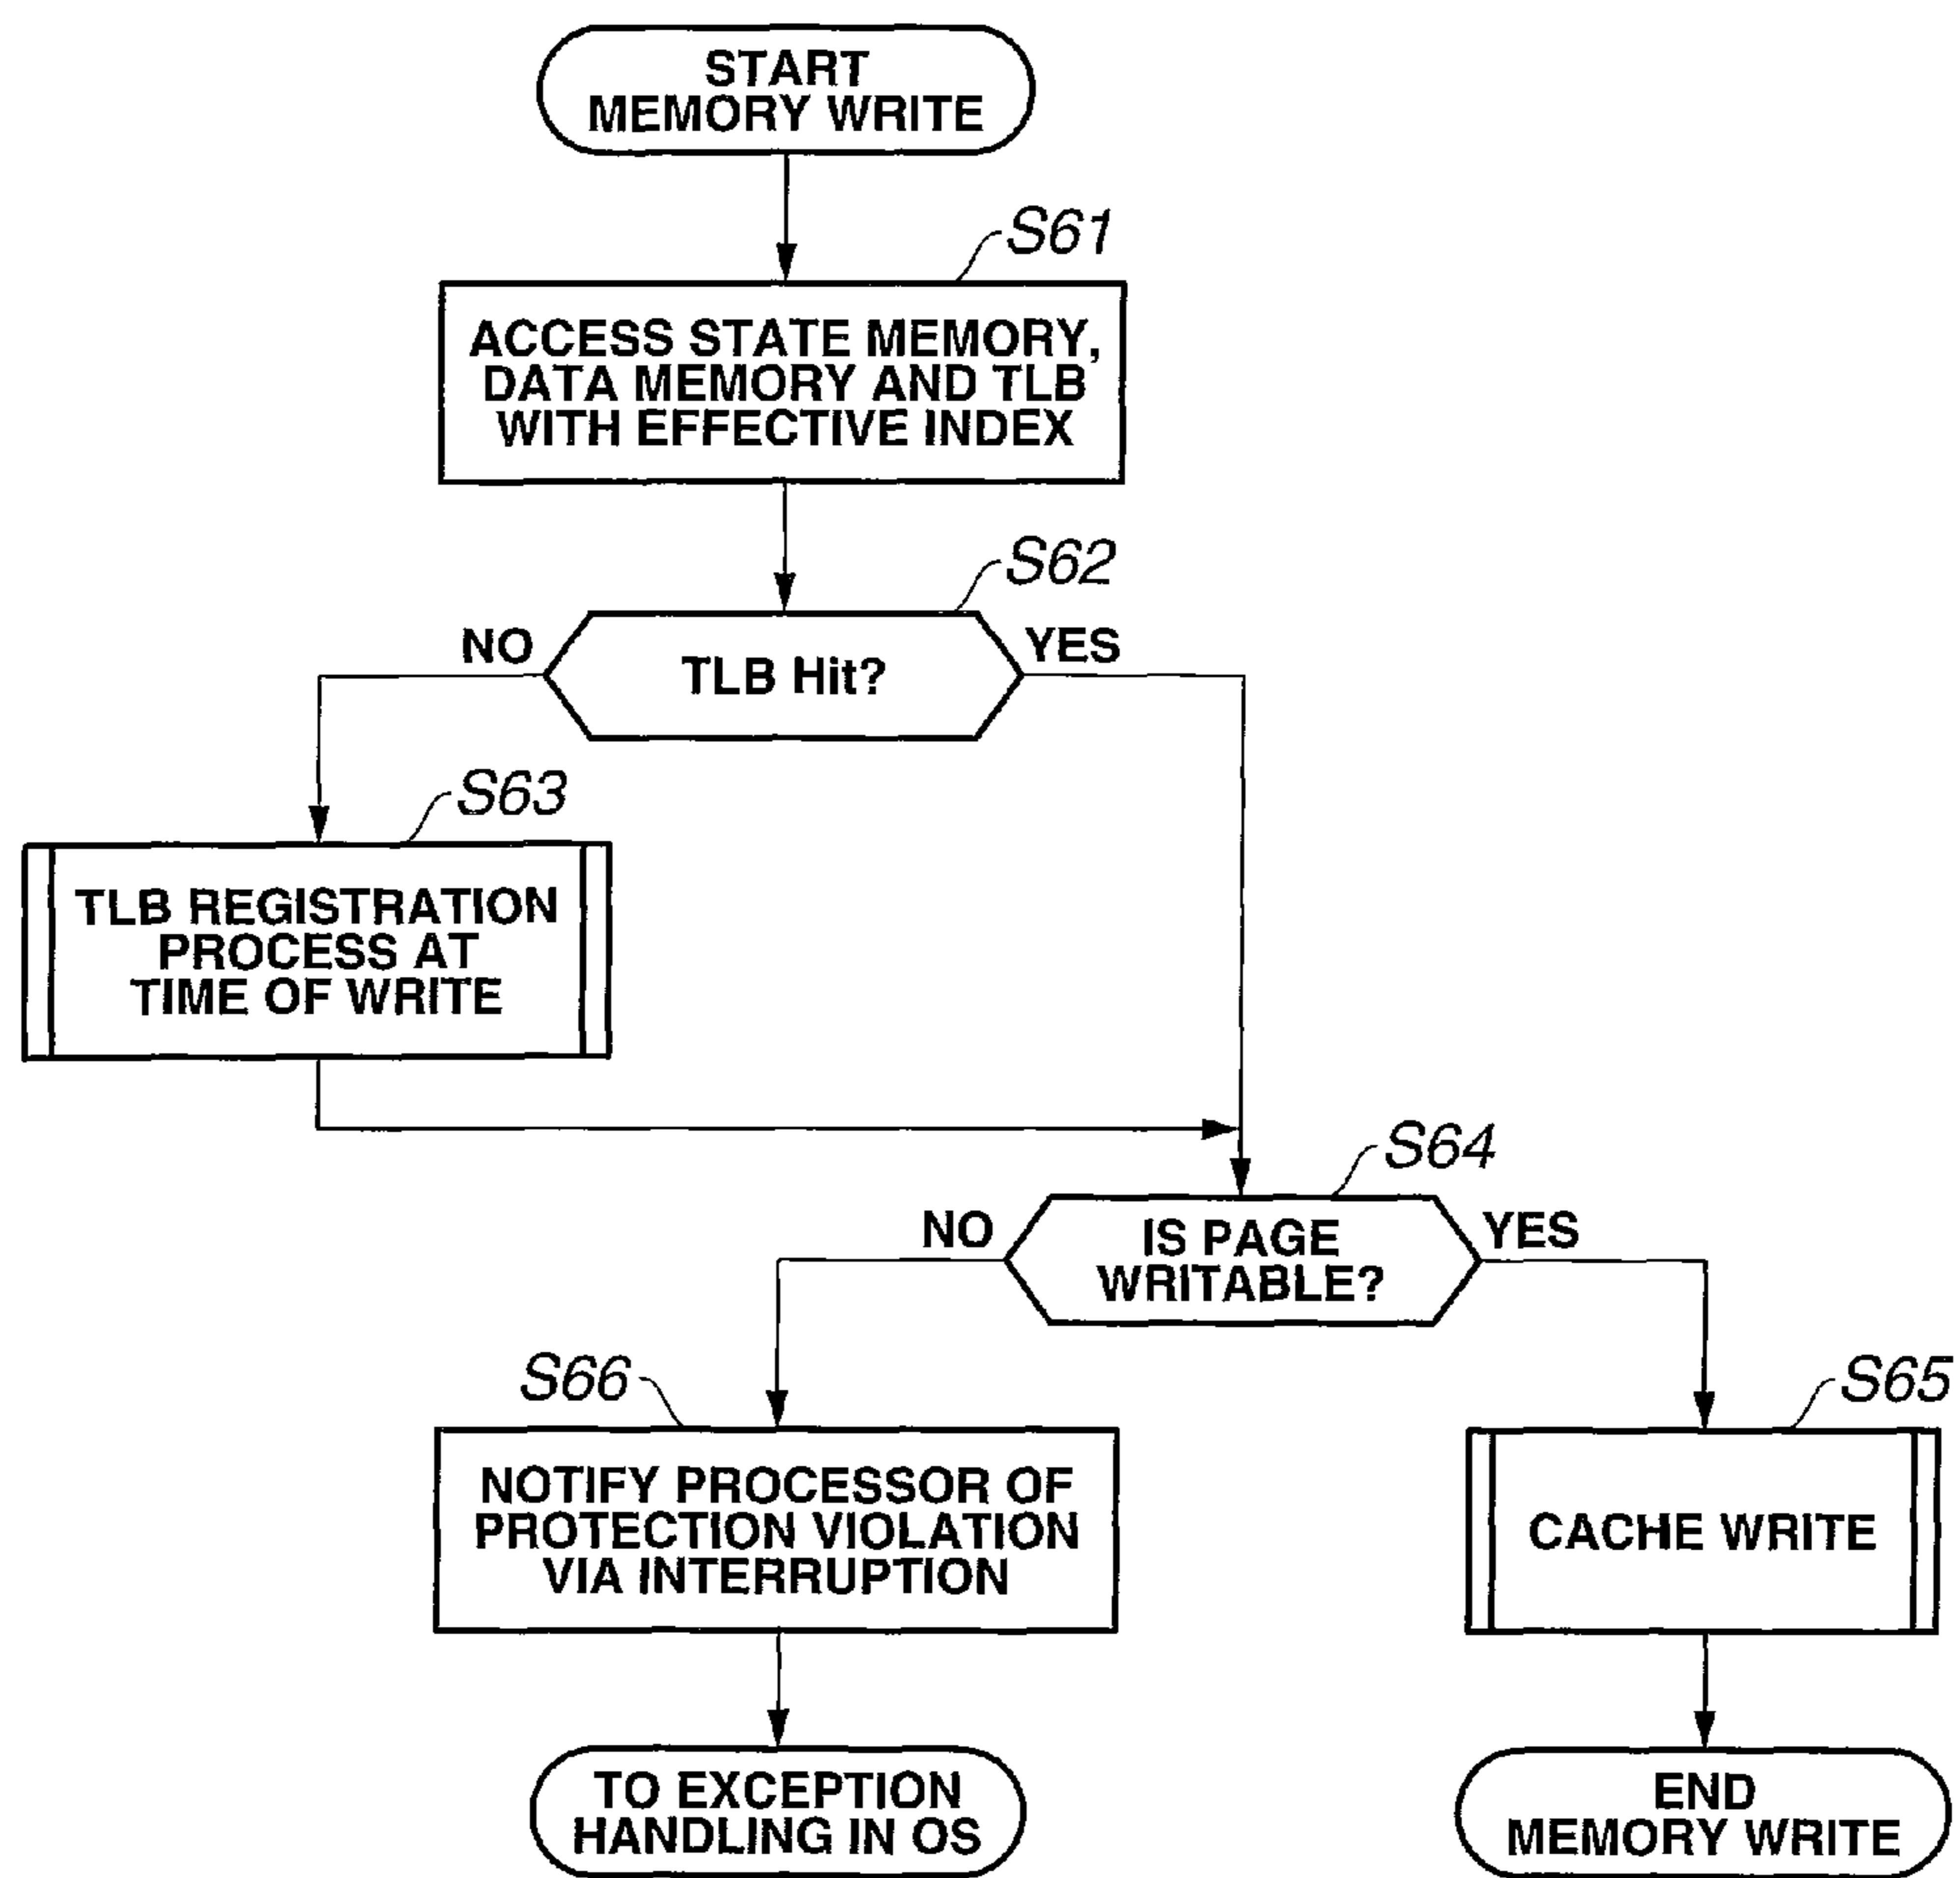 START
MEMORY WRITE
S61
ACCESS STATE MEMORY,
DATA MEMORY AND TLB
WITH EFFECTIVE INDEX
S62
NO
YES
TLB Hit?
S63
TLB REGISTRATION
PROCESS AT
TIME OF WRITE
S64
NO
YES
IS PAGE
WRITABLE?
S66
S65
NOTIFY PROCESSOR OF
PROTECTION VIOLATION
VIA INTERRUPTION
CACHE WRITE
TO EXCEPTION
HANDLING IN OS
END
MEMORY WRITE